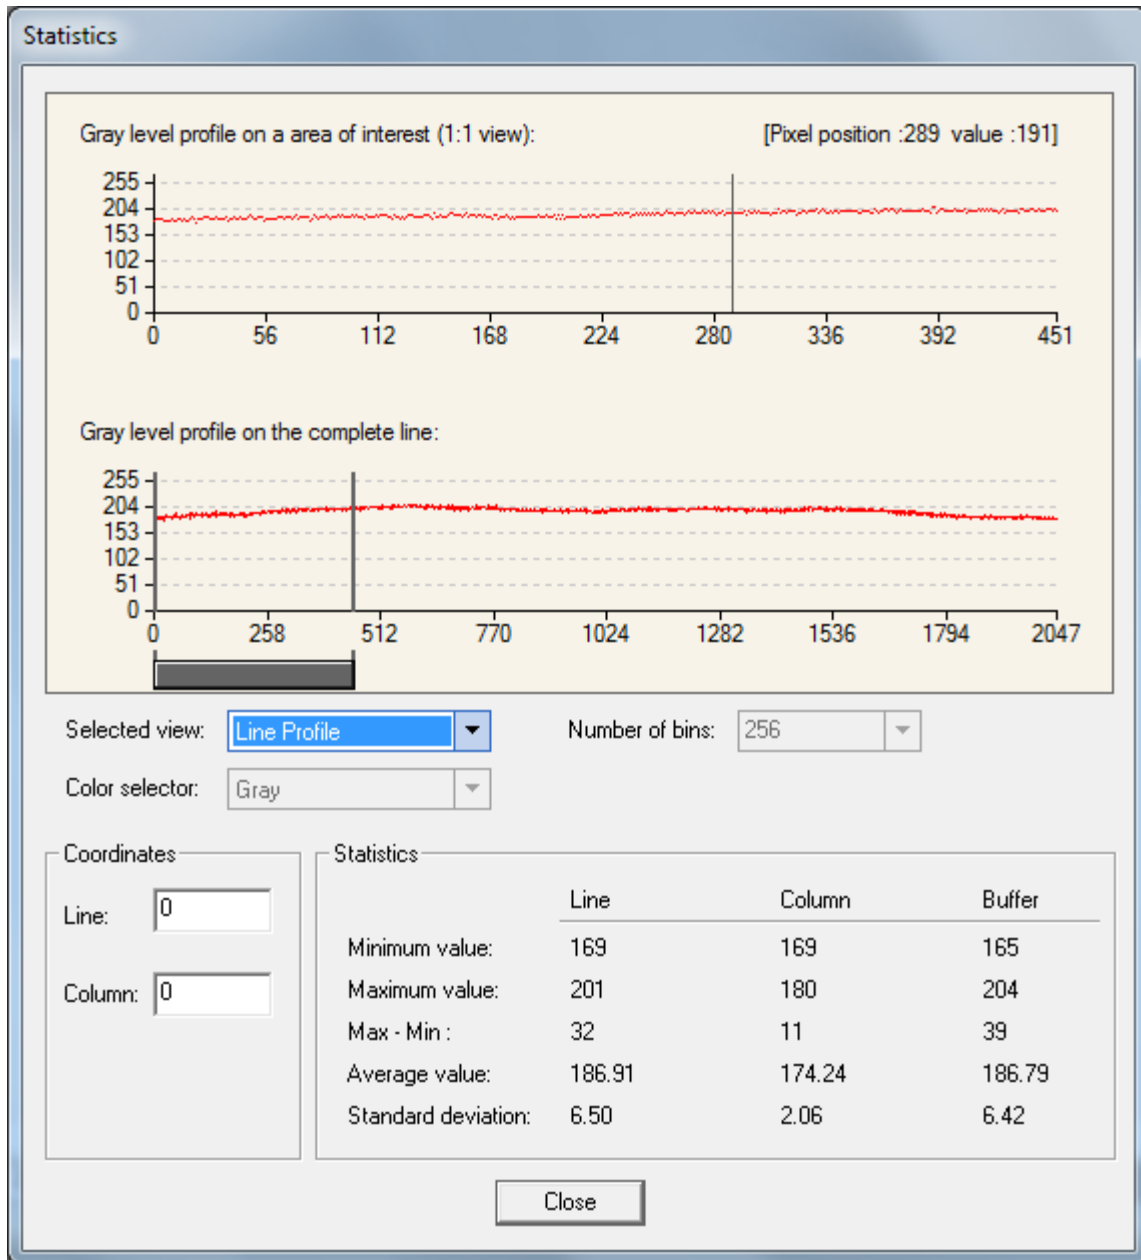 Statistics
Gray level profile on a area of interest (1:1 view): [Pixel position :289 value :191]
255
204
153
102
51
0
0 56 112 168 224 280 336 392 451
Gray level profile on the complete line:
255
204
153
102
51
0
0 258 512 770 1024 1282 1536 1794 2047
Selected view: Line Profile Number of bins: 256
Color selector: Gray
Coordinates
Line: 0
Column: 0
Statistics
Line Column Buffer
Minimum value: 169 169 165
Maximum value: 201 180 204
Max - Min : 32 11 39
Average value: 186.91 174.24 186.79
Standard deviation: 6.50 2.06 6.42
Close